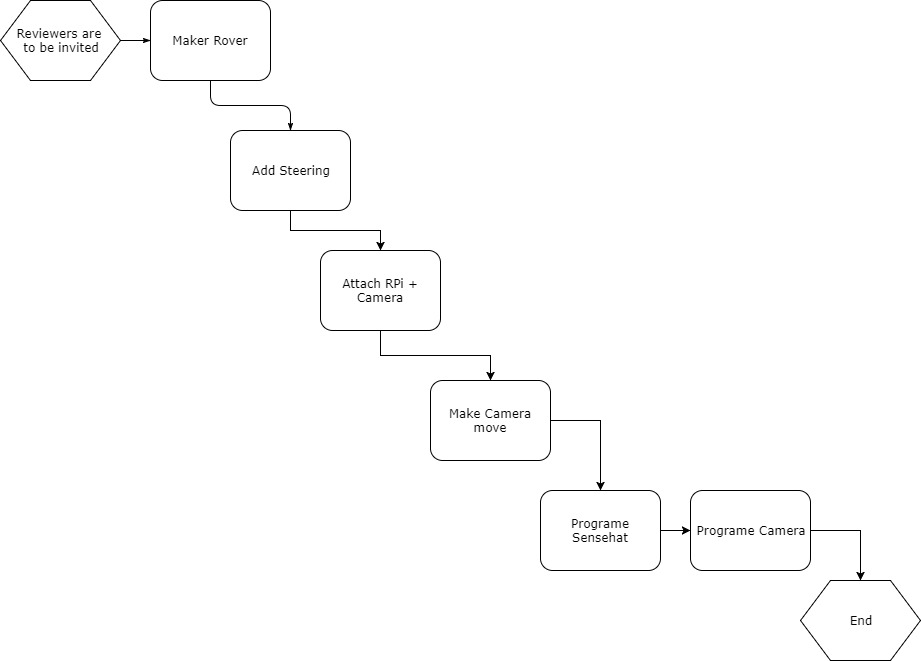 Reviewers are
to be invited
Maker Rover
Add Steering
Attach RPi +
Camera
Make Camera
move
Programe
Sensehat
Programe Camera
End